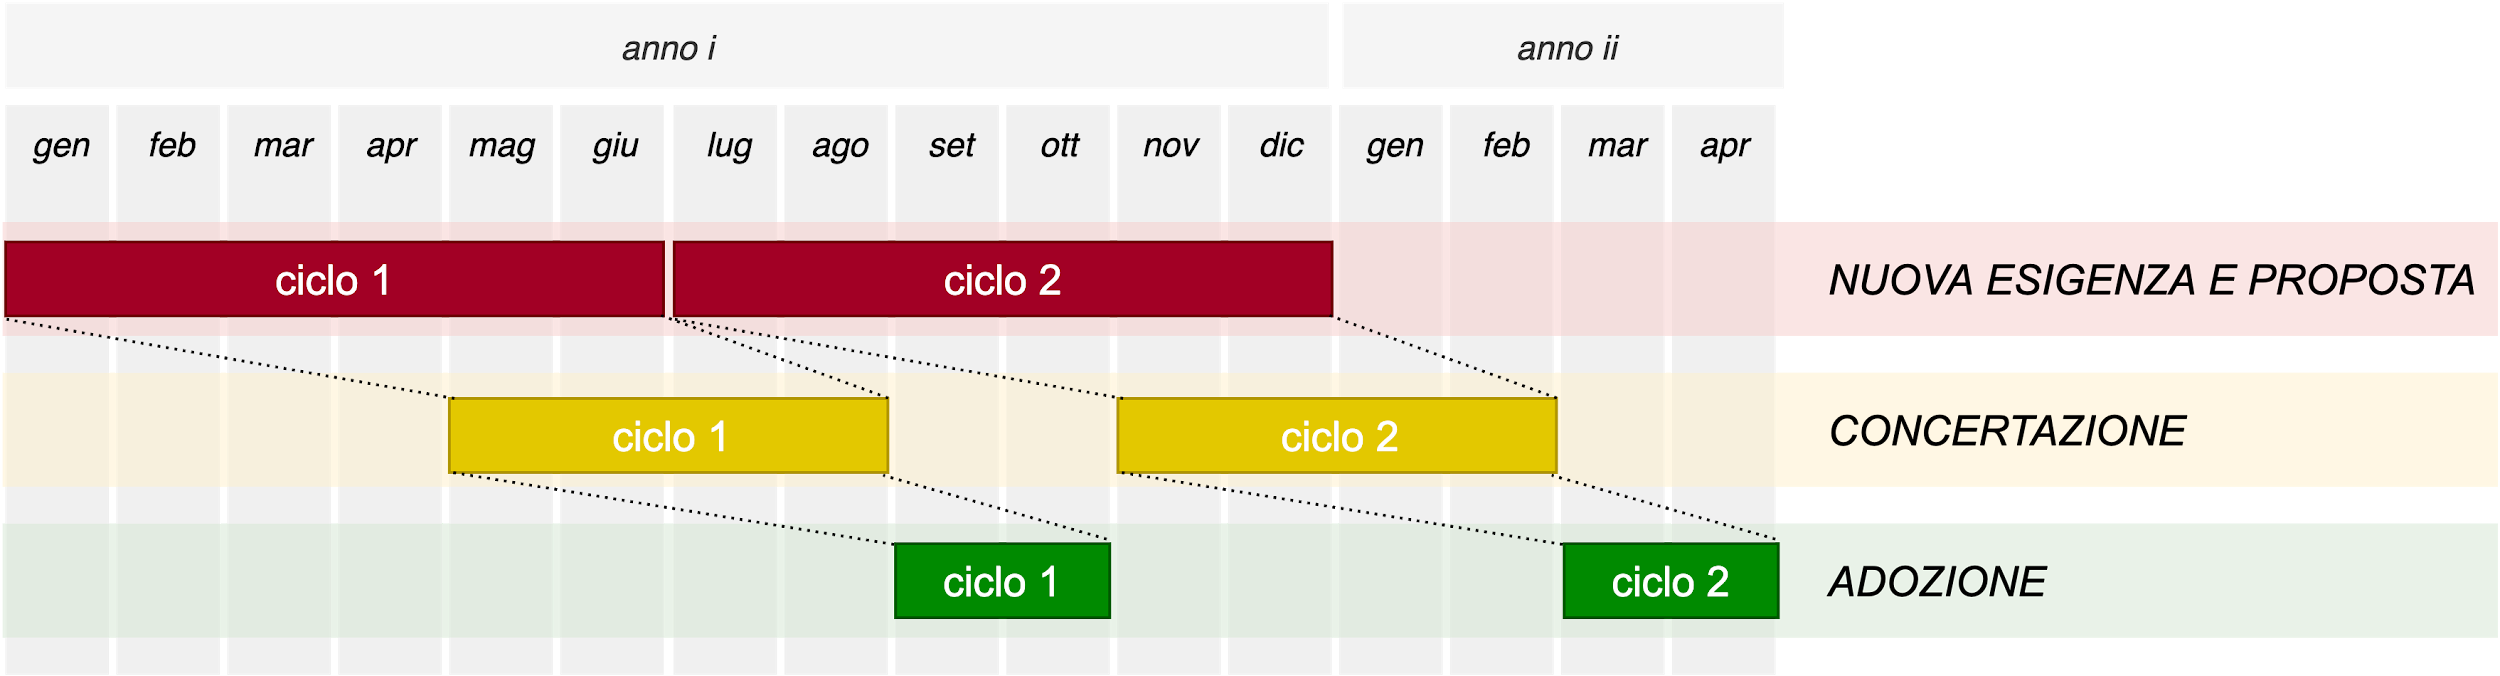 anno i anno ii
gen feb mar apr mag giu lug ago set ott nov dic gen feb mar apr
ciclo 1 ciclo 2 NUOVA ESIGENZA E PROPOSTA
ciclo 1 ciclo 2 CONCERTAZIONE
ciclo 1 ciclo 2 ADOZIONE